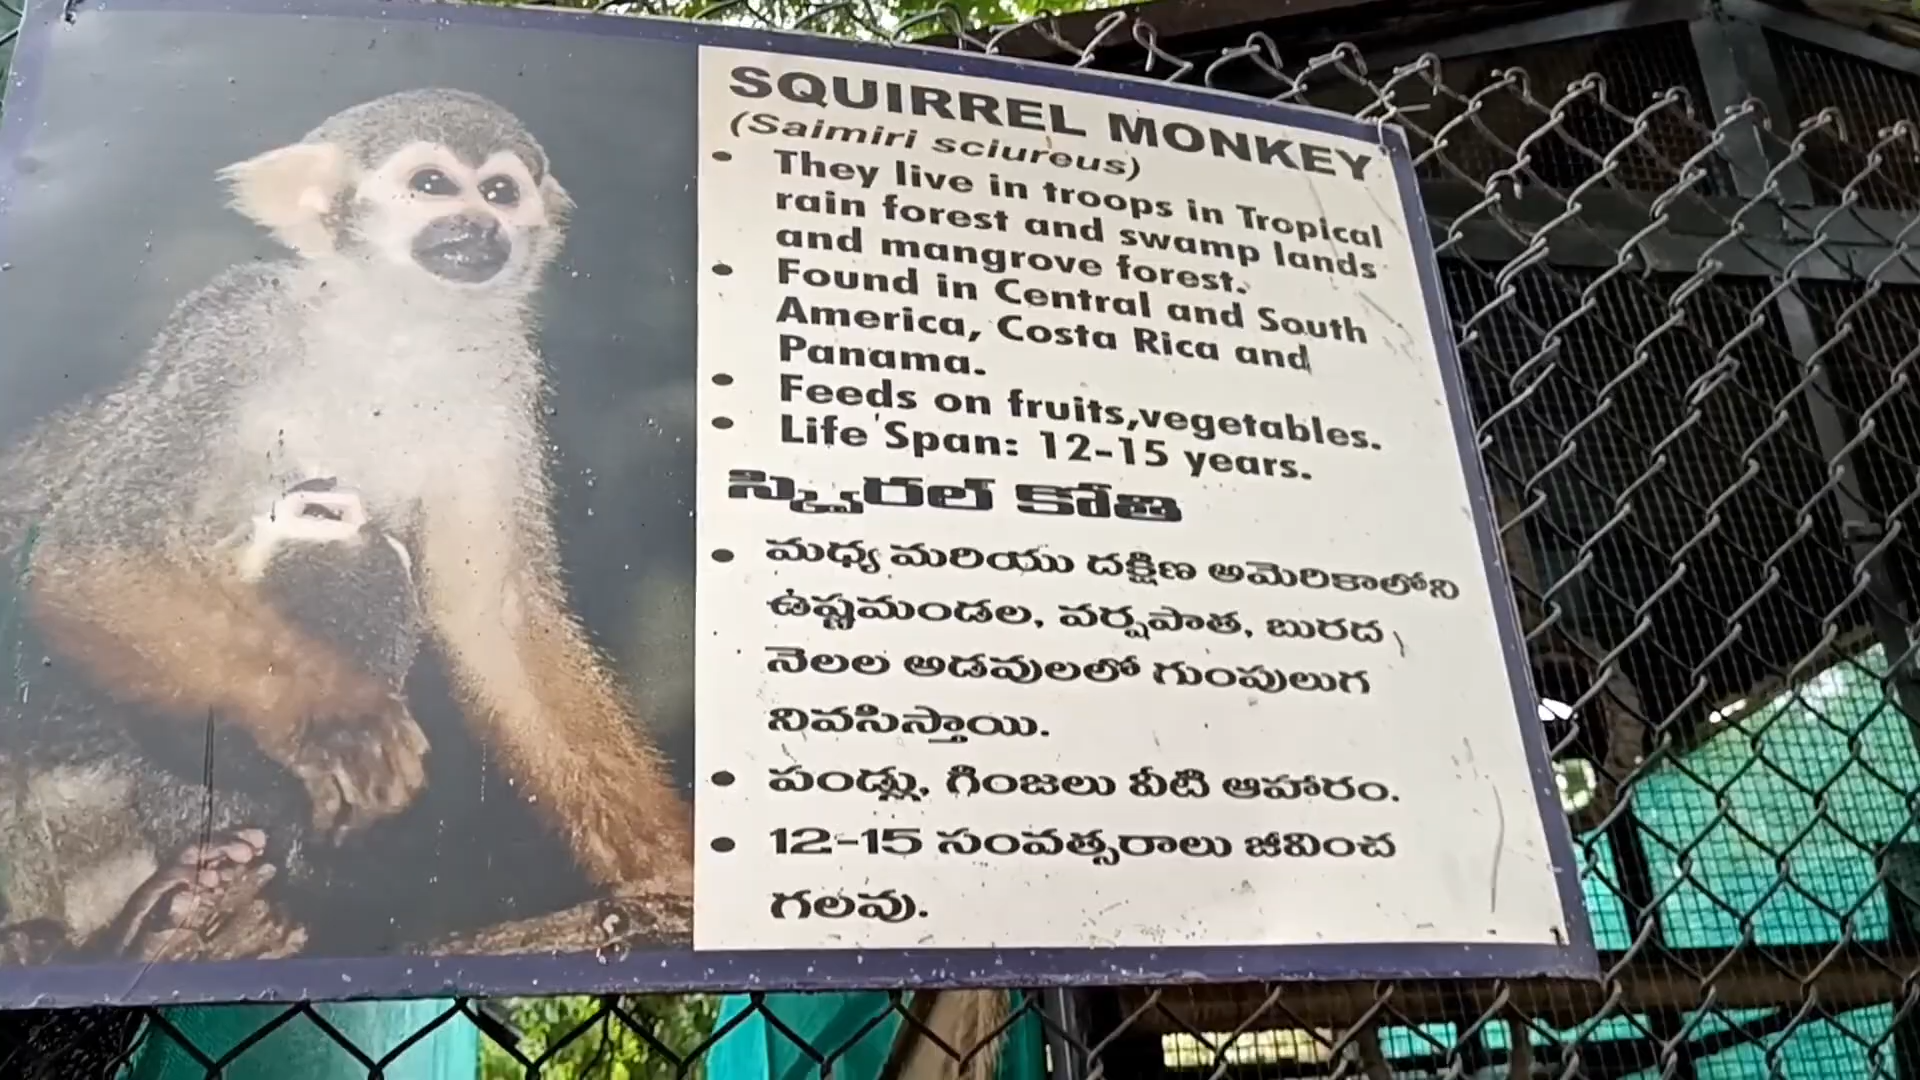 SQUIRREL MONKEY
(Saimiri sciureus)
• They live in troops in Tropical
rain forest and swamp lands
and mangrove forest.
• Found in Central and South
America, Costa Rica and
Panama.
• Feeds on fruits,vegetables.
• Life Span: 12-15 years.
స్క్విరల్ కోతి
• మధ్య మరియు దక్షిణ అమెరికాలోని
ఉష్ణమండల, వర్షపాత, బురద
నెలల అడవులలో గుంపులుగ
నివసిస్తాయి.
• పండ్లు, గింజలు వీటి ఆహారం.
• 12-15 సంవత్సరాలు జీవించ
గలవు.